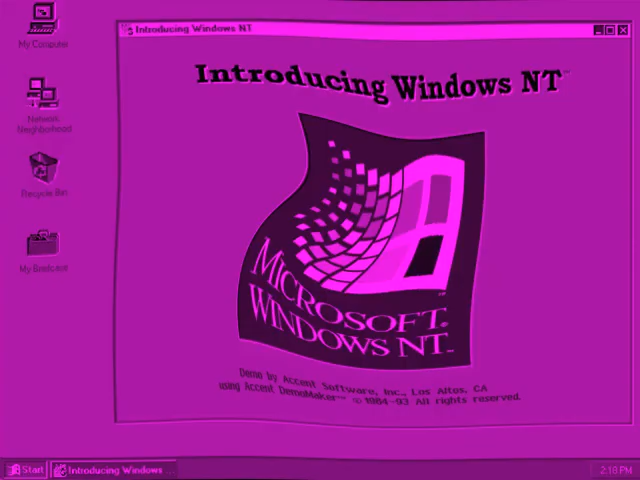 My Computer
Network Neighborhood
Recycle Bin
My Briefcase
Introducing Windows NT
Introducing Windows NT™
MICROSOFT®
WINDOWS NT™
Demo by Accent Software, Inc., Los Altos, CA
using Accent DemoMaker™ © 1984-93 All rights reserved.
Start
Introducing Windows ...
2:18 PM